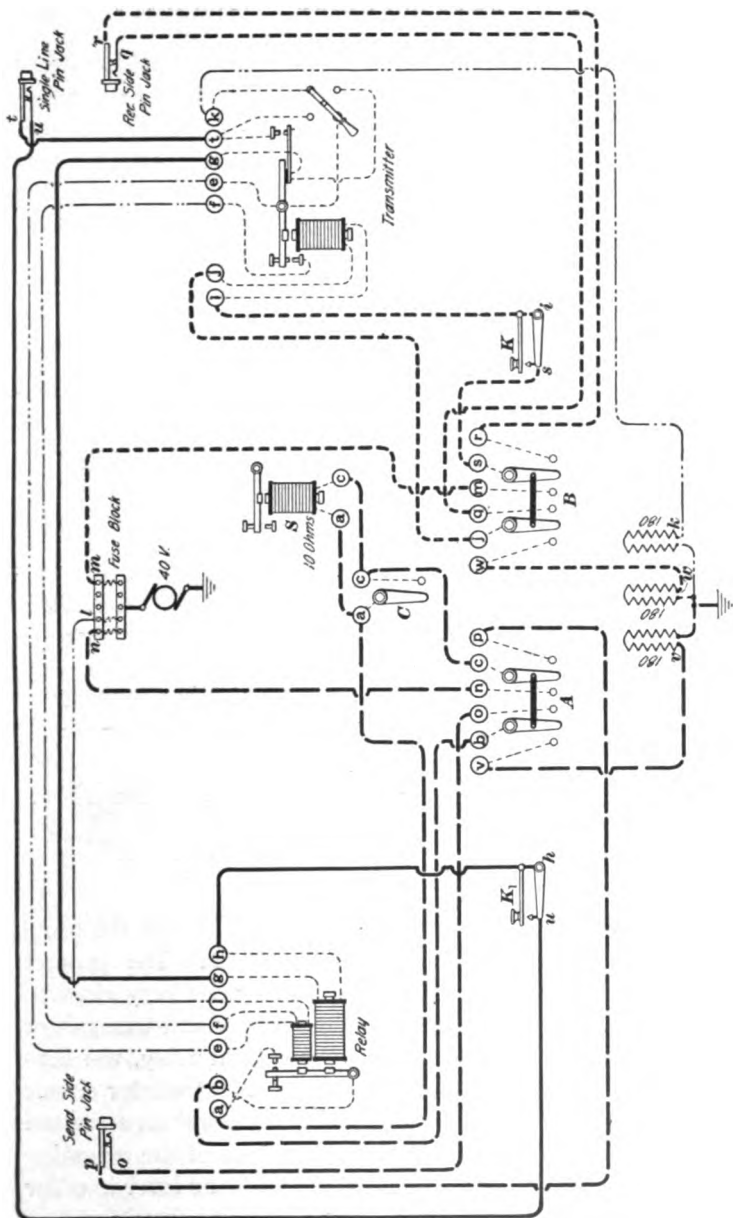 t
u
Single Line
Pin Jack
r
q
Rec. Side
Pin Jack
Send Side
Pin Jack
p
o
a
b
e
f
l
g
h
Relay
K₁
u
h
n
l
m
Fuse Block
40 V.
S
10 Ohms
a
c
a
c
C
i
j
f
e
g
t
k
Transmitter
K
s
i
v
b
o
n
c
p
A
w
j
q
m
s
r
B
180
v
180
w
180
k